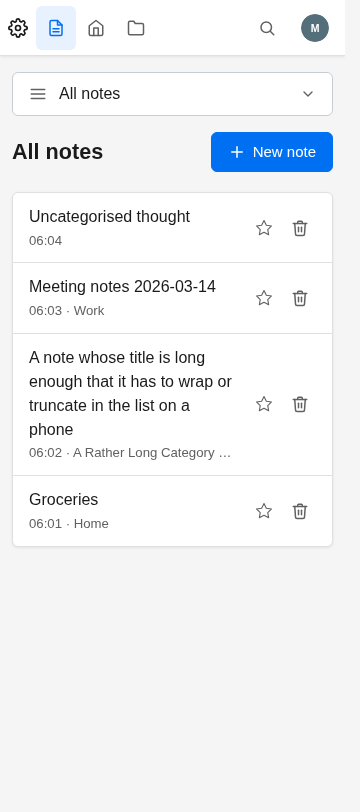 M
All notes
All notes
New note
Uncategorised thought
06:04
Meeting notes 2026-03-14
06:03 · Work
A note whose title is long
enough that it has to wrap or
truncate in the list on a
phone
06:02 · A Rather Long Category …
Groceries
06:01 · Home